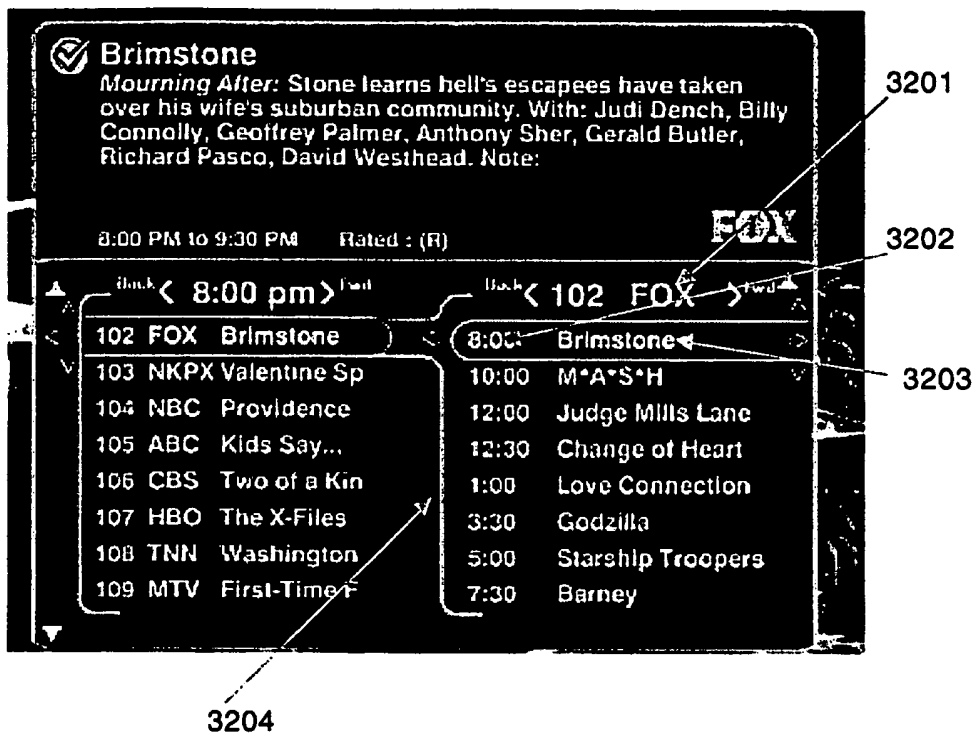 Brimstone
Mourning After: Stone learns hell's escapees have taken
over his wife's suburban community. With: Judi Dench, Billy
Connolly, Geoffrey Palmer, Anthony Sher, Gerald Butler,
Richard Pasco, David Westhead. Note:
FOX
8:00 PM to 9:30 PM Rated : (R)
Back < 8:00 pm > Fwd
102 FOX Brimstone
103 NKPX Valentine Sp
104 NBC Providence
105 ABC Kids Say...
106 CBS Two of a Kin
107 HBO The X-Files
108 TNN Washington
109 MTV First-Time F
Back < 102 FOX > Fwd
8:00 Brimstone
10:00 M*A*S*H
12:00 Judge Mills Lane
12:30 Change of Heart
1:00 Love Connection
3:30 Godzilla
5:00 Starship Troopers
7:30 Barney
3201
3202
3203
3204